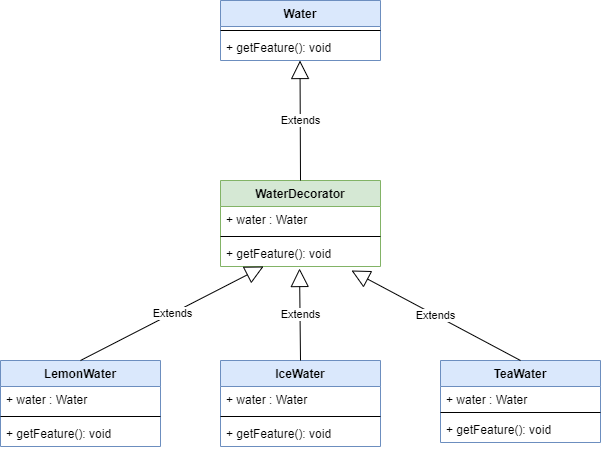 Water
+ getFeature(): void
Extends
WaterDecorator
+ water : Water
+ getFeature(): void
Extends
Extends
Extends
LemonWater
+ water : Water
+ getFeature(): void
IceWater
+ water : Water
+ getFeature(): void
TeaWater
+ water : Water
+ getFeature(): void